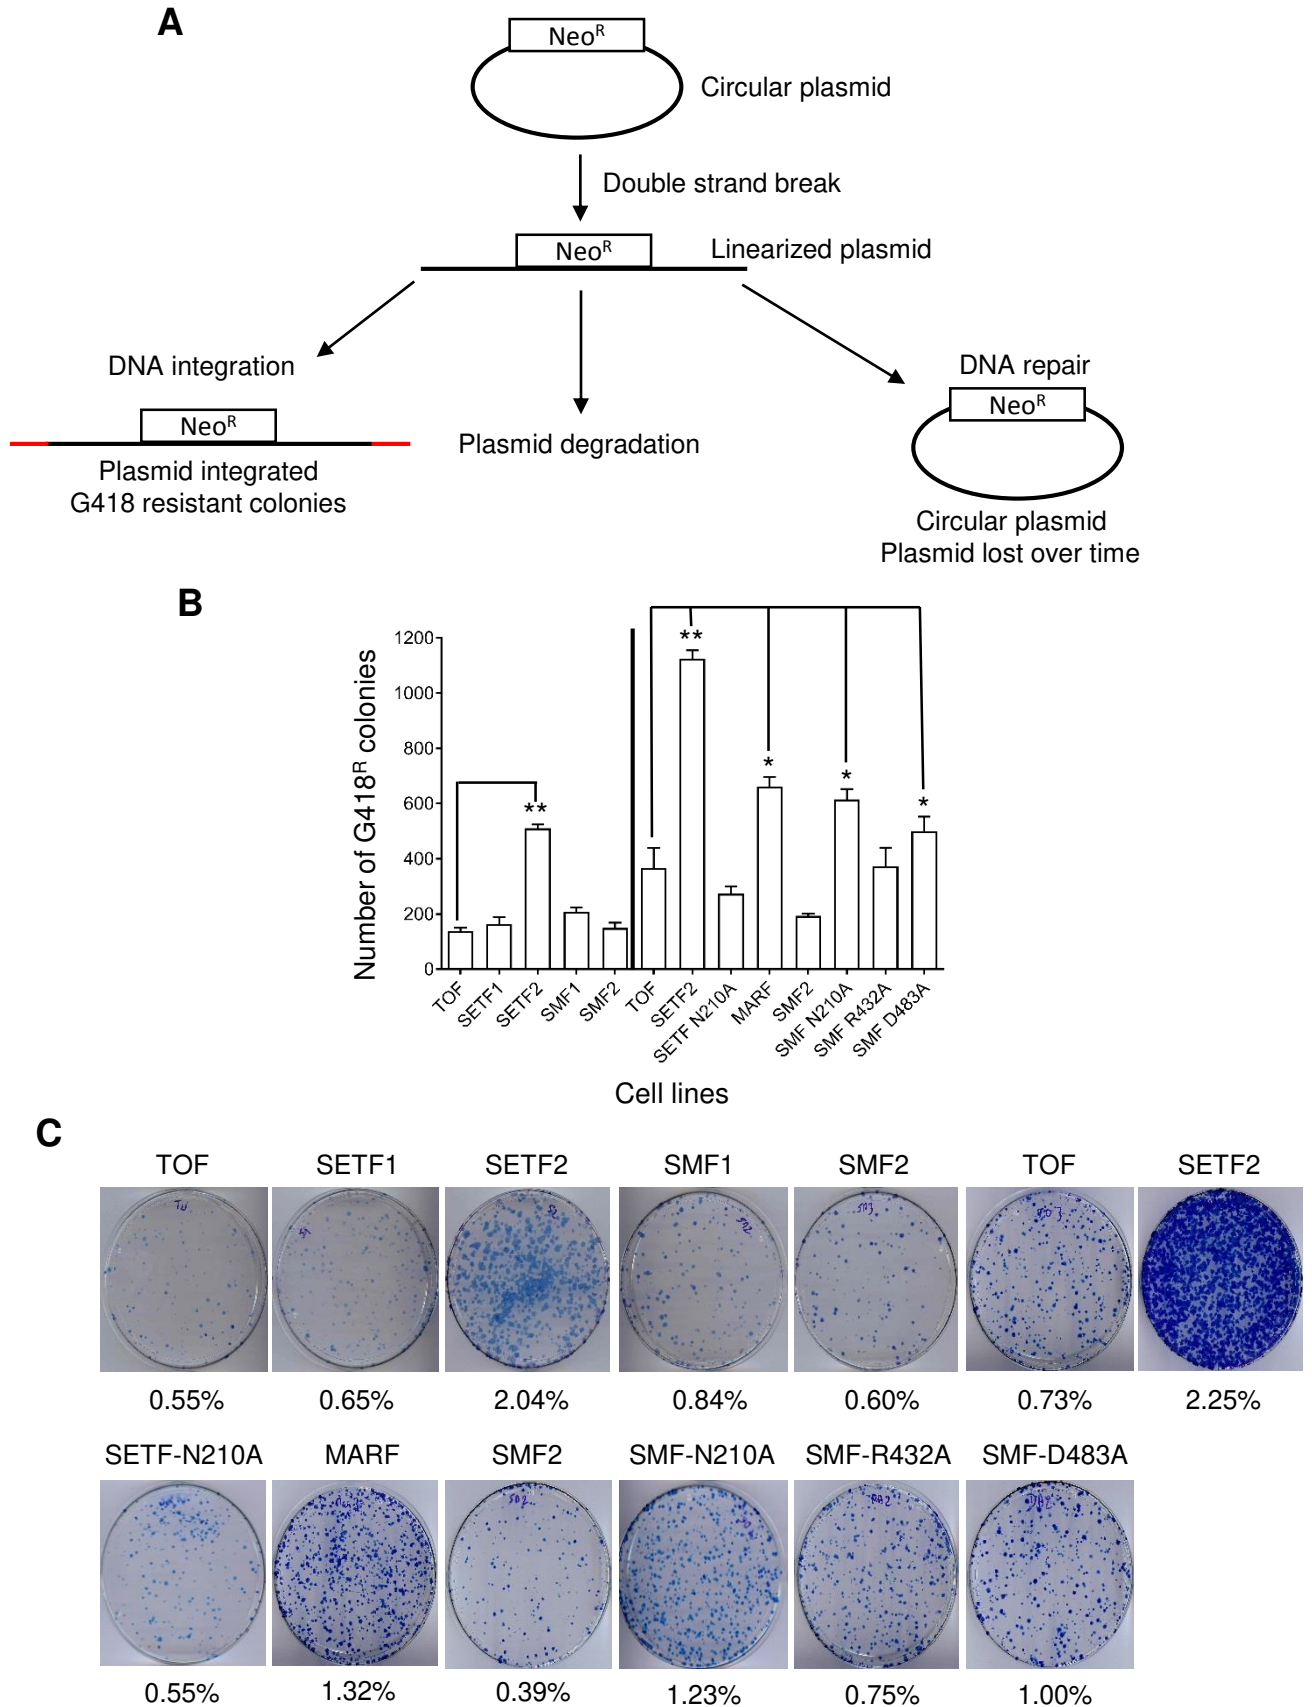 A
Neo^R
Circular plasmid
Double strand break
Neo^R
Linearized plasmid
DNA integration
DNA repair
Neo^R
Neo^R
Plasmid degradation
Plasmid integrated
G418 resistant colonies
Circular plasmid
Plasmid lost over time
B
Number of G418^R colonies
1200
1000
800
600
400
200
0
**
**
*
*
*
TOF
SETF1
SETF2
SMF1
SMF2
TOF
SETF2
SETF N210A
MARF
SMF2
SMF N210A
SMF R432A
SMF D483A
Cell lines
C
TOF SETF1 SETF2 SMF1 SMF2 TOF SETF2
0.55% 0.65% 2.04% 0.84% 0.60% 0.73% 2.25%
SETF-N210A MARF SMF2 SMF-N210A SMF-R432A SMF-D483A
0.55% 1.32% 0.39% 1.23% 0.75% 1.00%